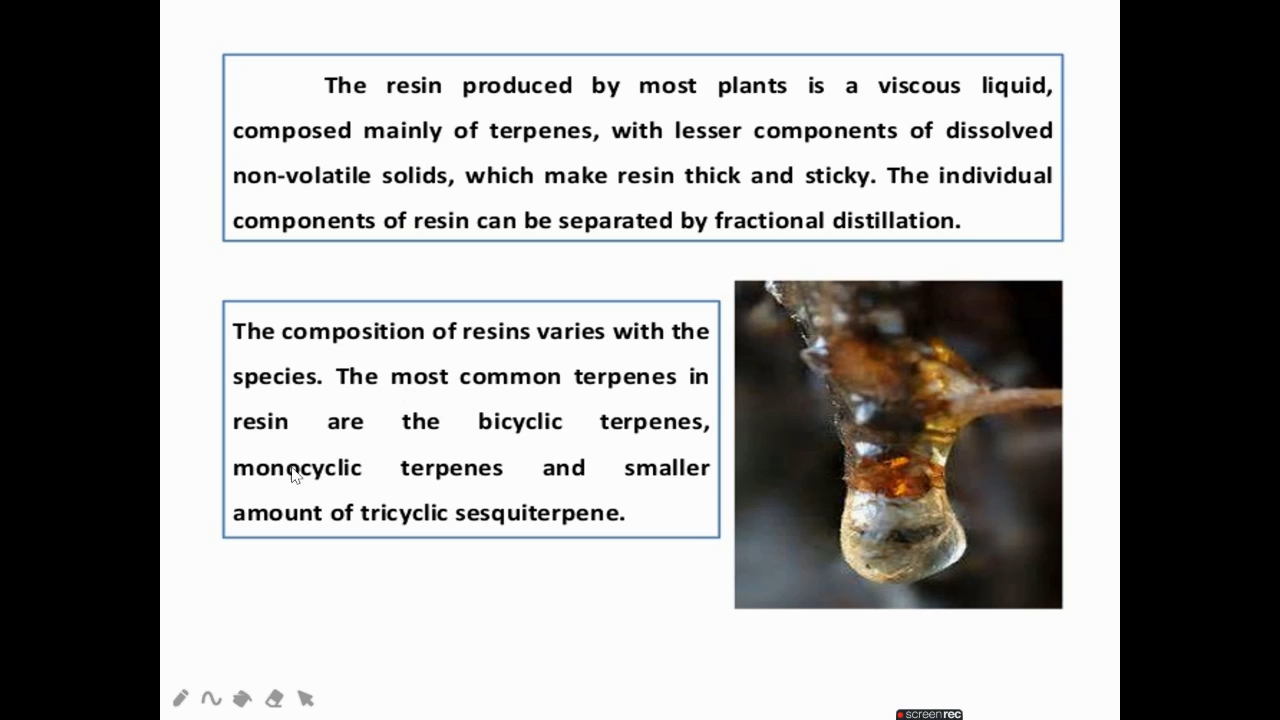 The resin produced by most plants is a viscous liquid,
composed mainly of terpenes, with lesser components of dissolved
non-volatile solids, which make resin thick and sticky. The individual
components of resin can be separated by fractional distillation.
The composition of resins varies with the
species. The most common terpenes in
resin are the bicyclic terpenes,
monocyclic terpenes and smaller
amount of tricyclic sesquiterpene.
screenrec